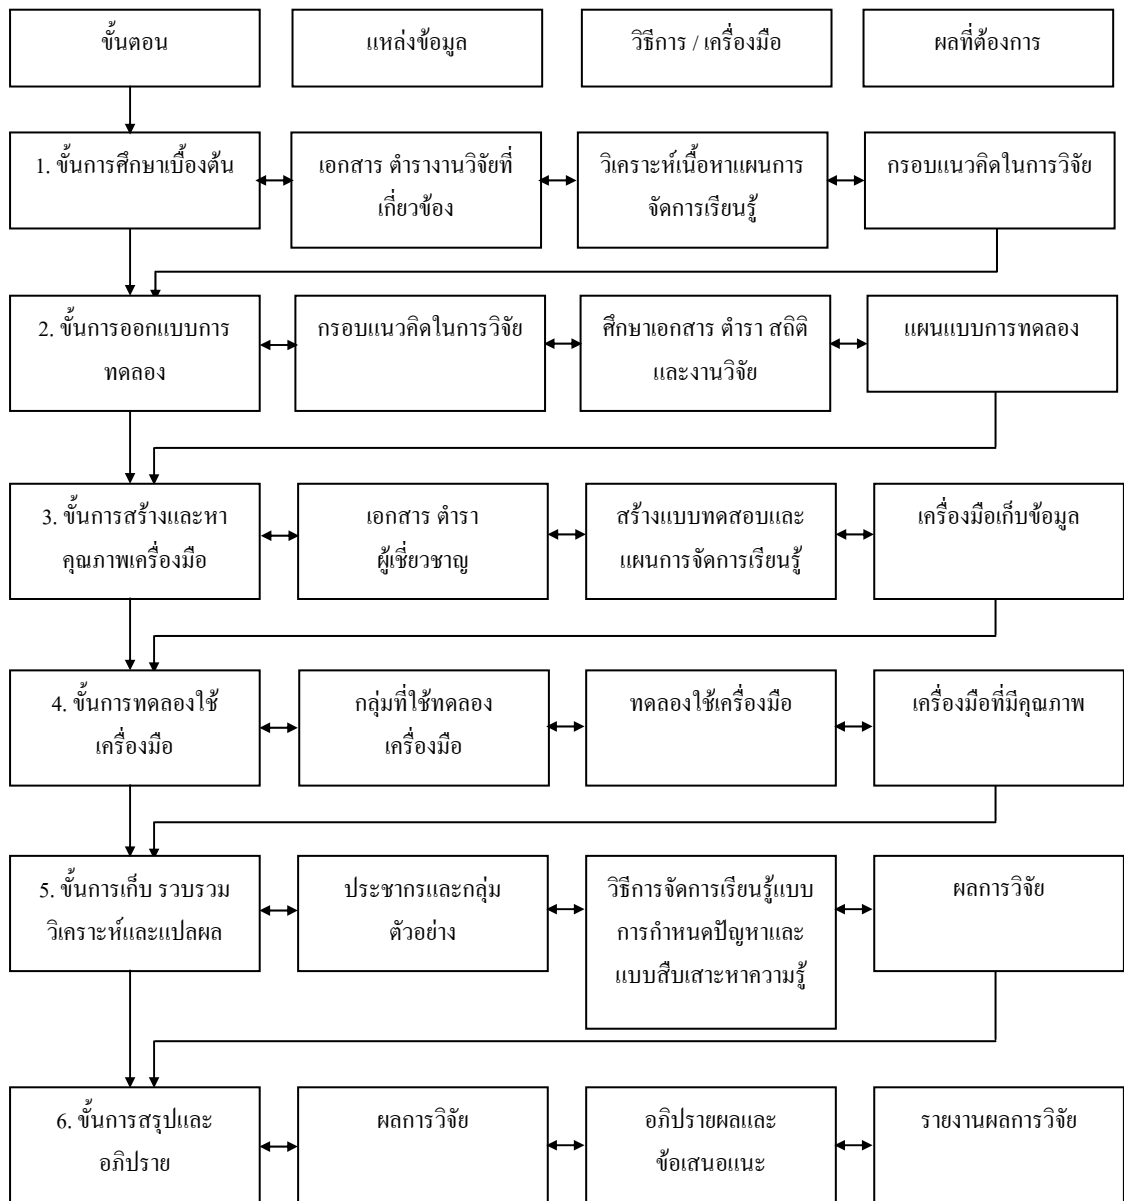 ขั้นตอน
แหล่งข้อมูล
วิธีการ / เครื่องมือ
ผลที่ต้องการ
1. ขั้นการศึกษาเบื้องต้น
เอกสาร ตำรางานวิจัยที่
เกี่ยวข้อง
วิเคราะห์เนื้อหาแผนการ
จัดการเรียนรู้
กรอบแนวคิดในการวิจัย
2. ขั้นการออกแบบการ
ทดลอง
กรอบแนวคิดในการวิจัย
ศึกษาเอกสาร ตำรา สถิติ
และงานวิจัย
แผนแบบการทดลอง
3. ขั้นการสร้างและหา
คุณภาพเครื่องมือ
เอกสาร ตำรา
ผู้เชี่ยวชาญ
สร้างแบบทดสอบและ
แผนการจัดการเรียนรู้
เครื่องมือเก็บข้อมูล
4. ขั้นการทดลองใช้
เครื่องมือ
กลุ่มที่ใช้ทดลอง
เครื่องมือ
ทดลองใช้เครื่องมือ
เครื่องมือที่มีคุณภาพ
5. ขั้นการเก็บ รวบรวม
วิเคราะห์และแปลผล
ประชากรและกลุ่ม
ตัวอย่าง
วิธีการจัดการเรียนรู้แบบ
การกำหนดปัญหาและ
แบบสืบเสาะหาความรู้
ผลการวิจัย
6. ขั้นการสรุปและ
อภิปราย
ผลการวิจัย
อภิปรายผลและ
ข้อเสนอแนะ
รายงานผลการวิจัย